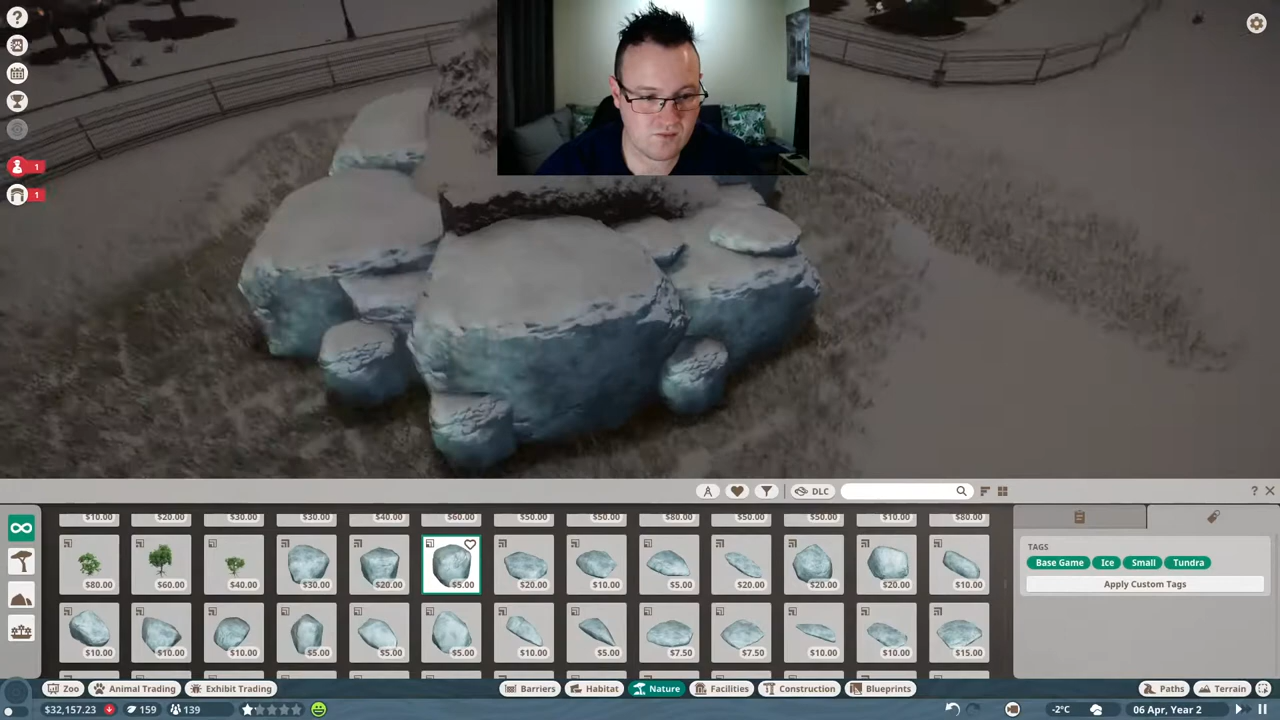 ?
1
1
DLC
? ×
$10.00 $20.00 $30.00 $30.00 $40.00 $60.00 $50.00 $50.00 $80.00 $50.00 $50.00 $10.00 $80.00
$80.00 $60.00 $40.00 $30.00 $20.00 $5.00 $20.00 $10.00 $5.00 $20.00 $20.00 $20.00 $10.00
TAGS
Base Game Ice Small Tundra
Apply Custom Tags
$10.00 $10.00 $10.00 $5.00 $5.00 $5.00 $10.00 $5.00 $7.50 $7.50 $10.00 $10.00 $15.00
Zoo Animal Trading Exhibit Trading Barriers Habitat Nature Facilities Construction Blueprints Paths Terrain
$32,157.23 159 139 -2°C 06 Apr, Year 2